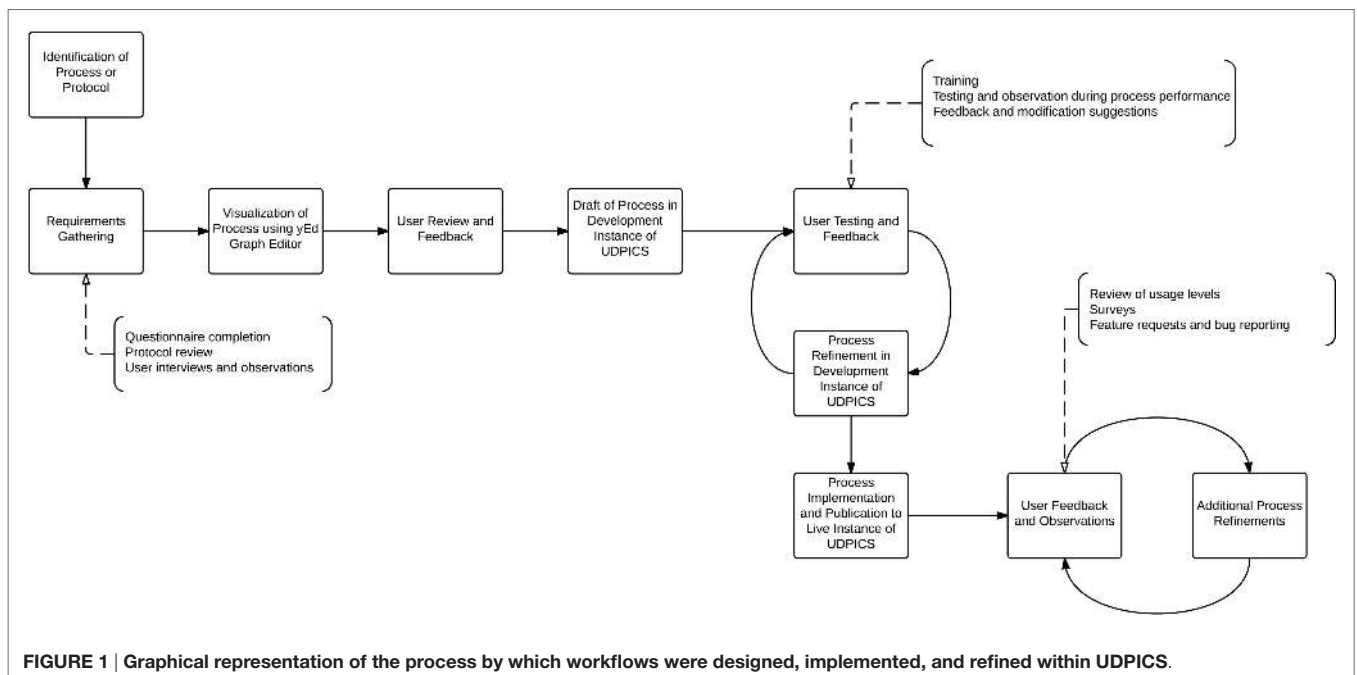 Identification of
Process or
Protocol
Training
Testing and observation during process performance
Feedback and modification suggestions
Requirements
Gathering
Visualization of
Process using yEd
Graph Editor
User Review and
Feedback
Draft of Process in
Development
Instance of
UDPICS
User Testing and
Feedback
Questionnaire completion
Protocol review
User interviews and observations
Review of usage levels
Surveys
Feature requests and bug reporting
Process
Refinement in
Development
Instance of
UDPICS
Process
Implementation
and Publication to
Live Instance of
UDPICS
User Feedback
and Observations
Additional Process
Refinements
FIGURE 1 | Graphical representation of the process by which workflows were designed, implemented, and refined within UDPICS.